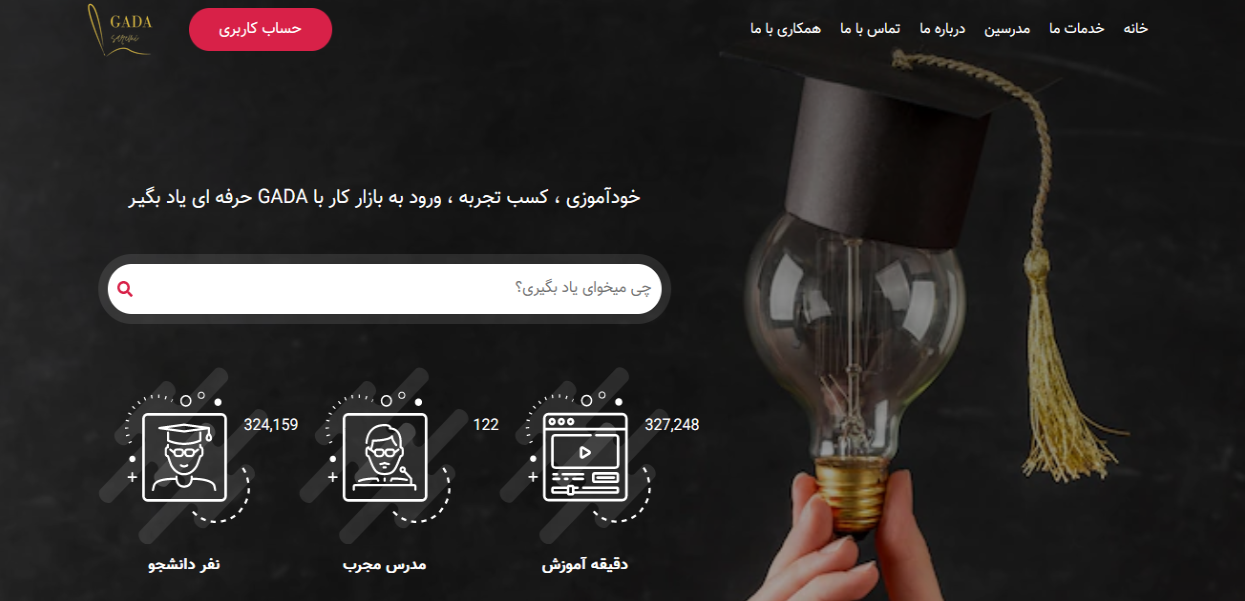 خانه
خدمات ما
مدرسین
درباره ما
تماس با ما
همکاری با ما
حساب کاربری
GADA
خودآموزی ، کسب تجربه ، ورود به بازار کار با GADA حرفه ای یاد بگیر
چی میخوای یاد بگیری؟
327,248
دقیقه آموزش
122
مدرس مجرب
324,159
نفر دانشجو